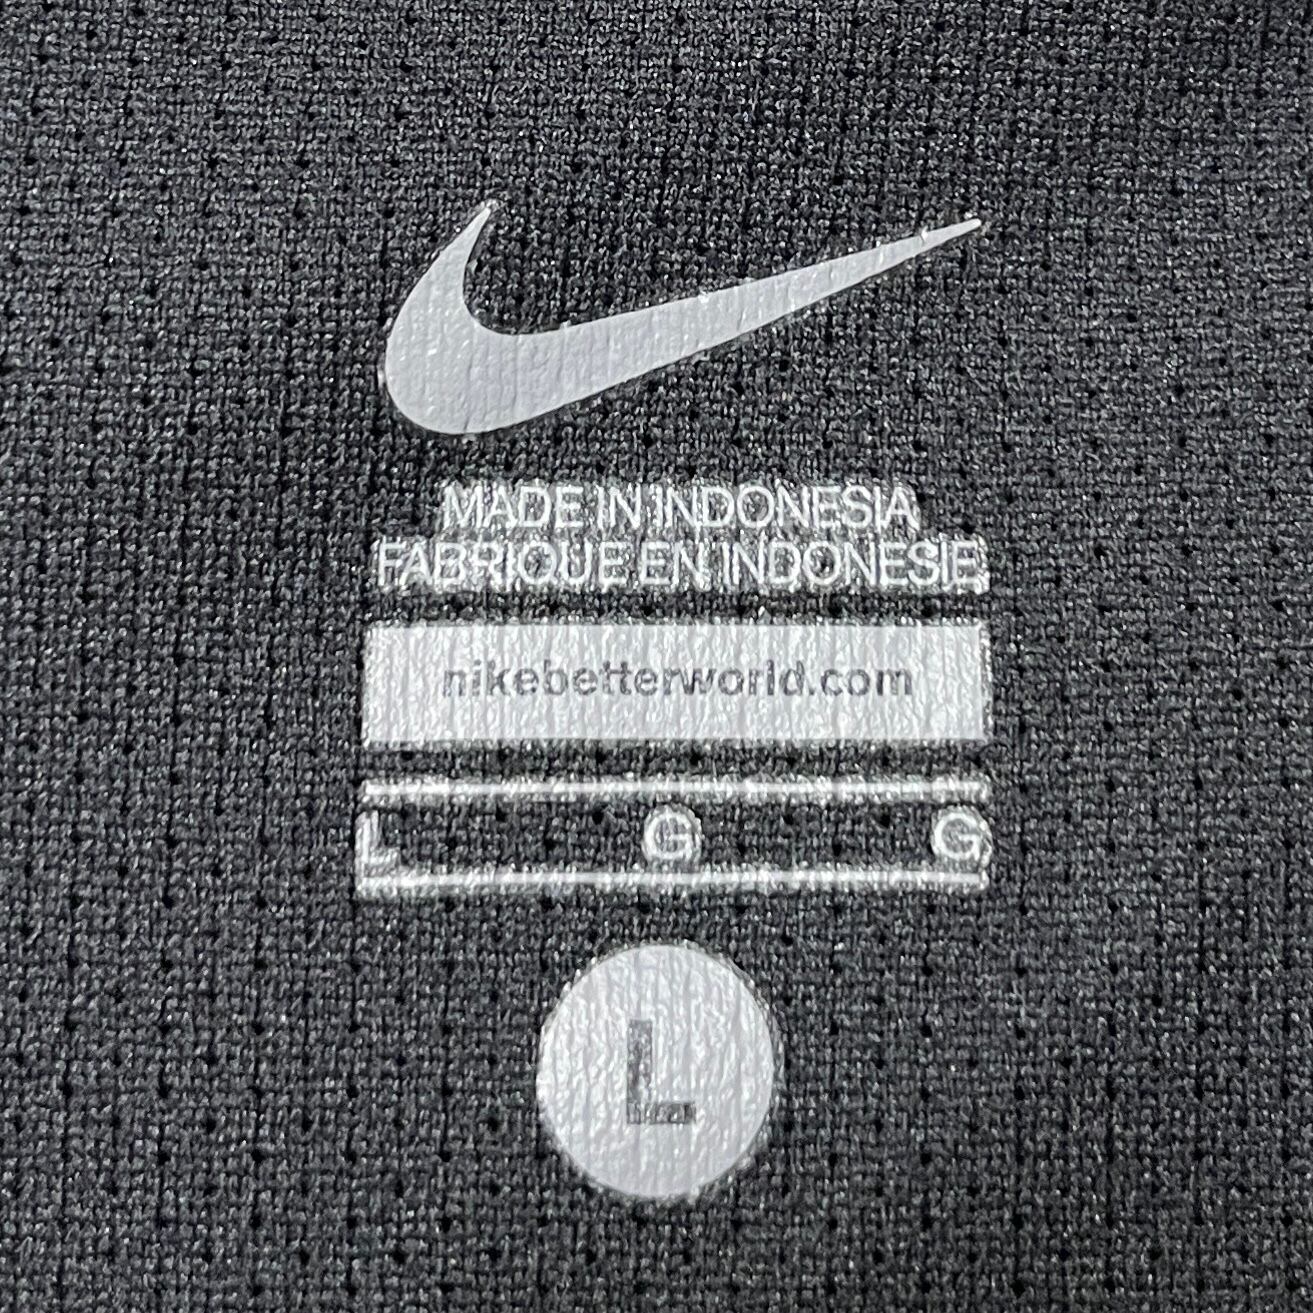 MADE IN INDONESIA
FABRIQUE EN INDONESIE
nikebetterworld.com
L G G
L